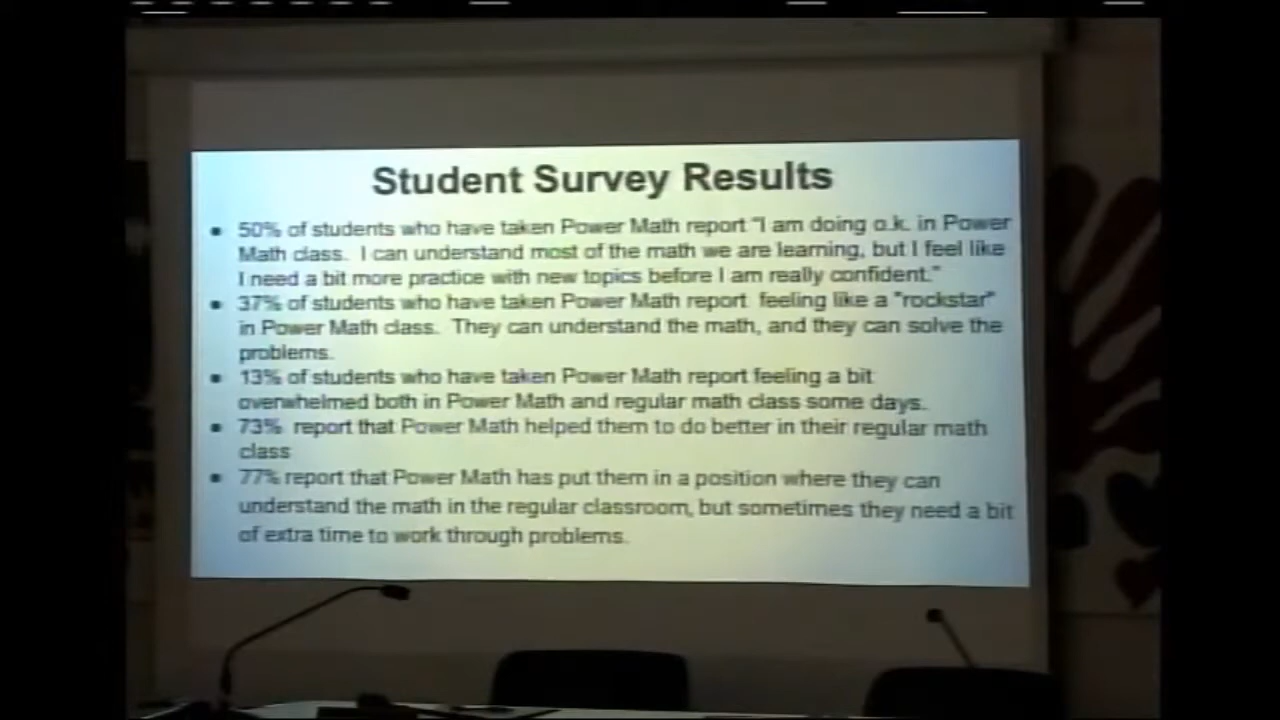 Student Survey Results
• 50% of students who have taken Power Math report "I am doing o.k. in Power
Math class. I can understand most of the math we are learning, but I feel like
I need a bit more practice with new topics before I am really confident."
• 37% of students who have taken Power Math report feeling like a "rockstar"
in Power Math class. They can understand the math, and they can solve the
problems.
• 13% of students who have taken Power Math report feeling a bit
overwhelmed both in Power Math and regular math class some days.
• 73% report that Power Math helped them to do better in their regular math
class
• 77% report that Power Math has put them in a position where they can
understand the math in the regular classroom, but sometimes they need a bit
of extra time to work through problems.